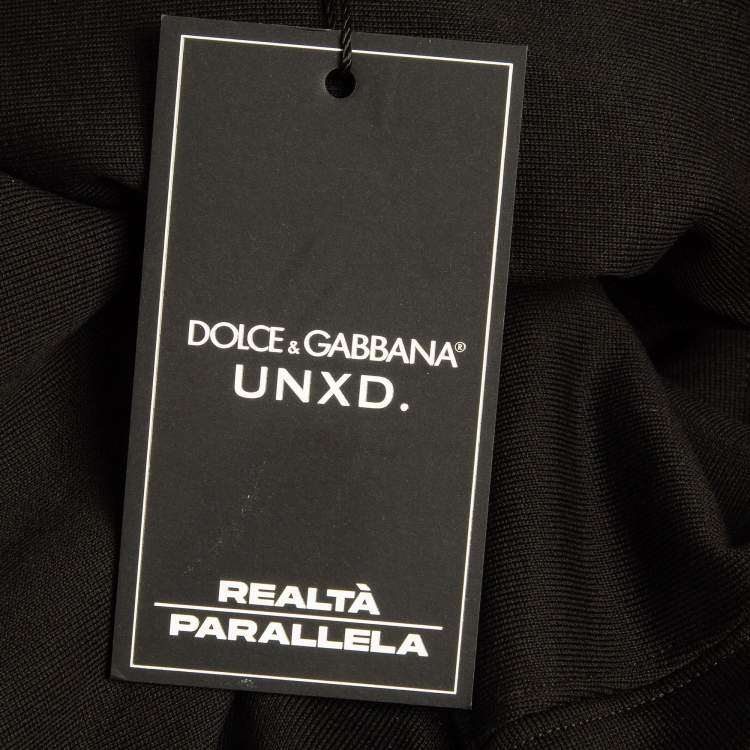 DOLCE & GABBANA®
UNXD.
REALTÀ
PARALLELA